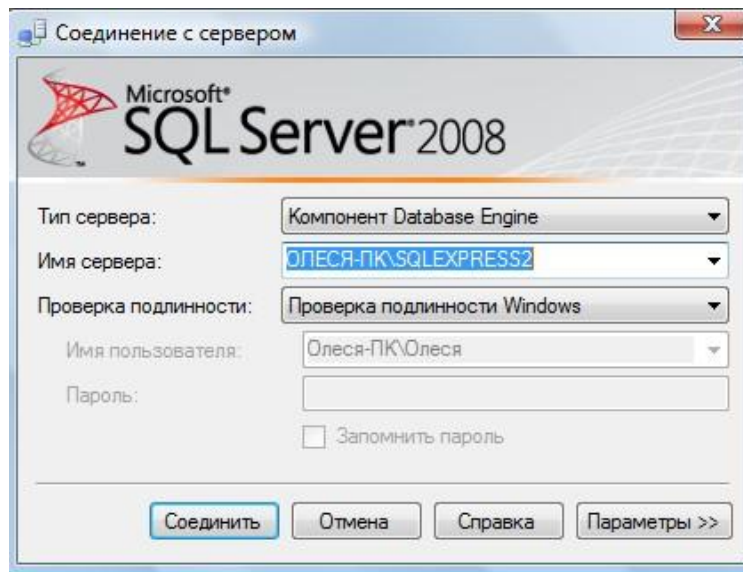 Соединение с сервером
Microsoft®
SQL Server® 2008
Тип сервера: Компонент Database Engine
Имя сервера: ОЛЕСЯ-ПК\SQLEXPRESS2
Проверка подлинности: Проверка подлинности Windows
Имя пользователя: Олеся-ПК\Олеся
Пароль:
Запомнить пароль
Соединить Отмена Справка Параметры >>